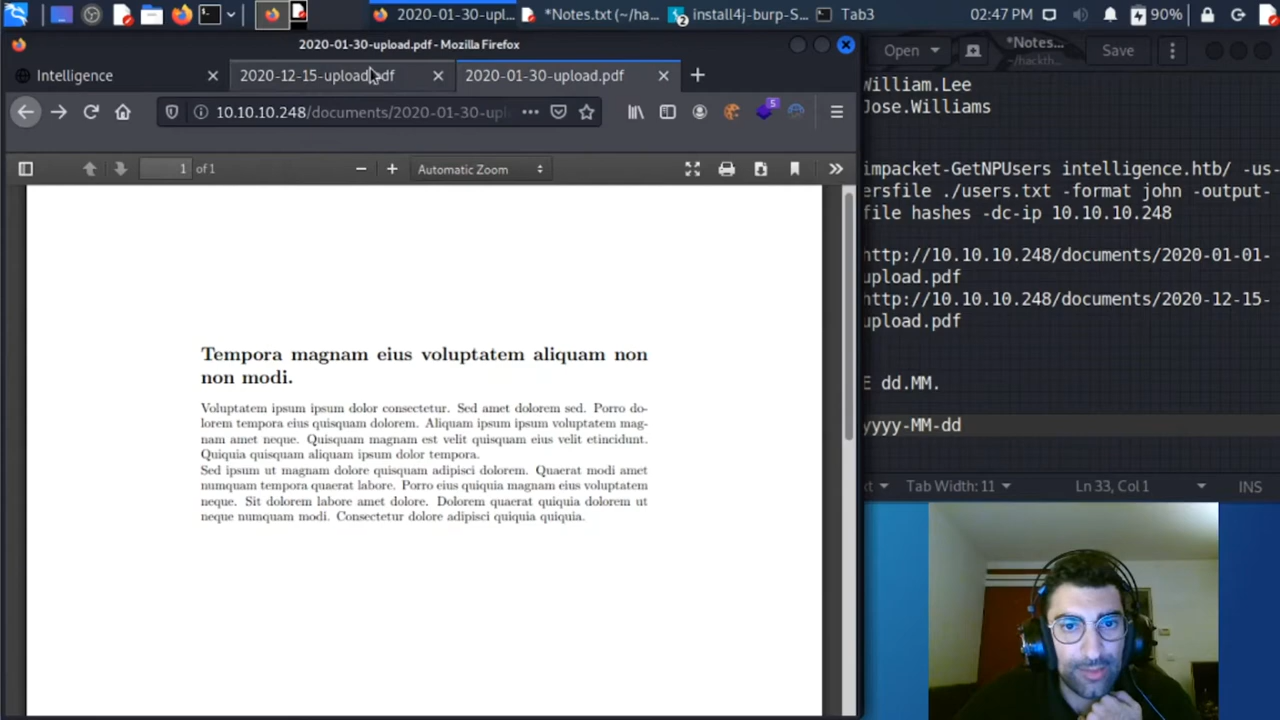 2020-01-30-upl...
*Notes.txt (~/ha...
install4j-burp-S...
Tab3
02:47 PM
90%
2020-01-30-upload.pdf - Mozilla Firefox
Intelligence
2020-12-15-upload.pdf
2020-01-30-upload.pdf
10.10.10.248/documents/2020-01-30-upl
5
1 of 1
Automatic Zoom
Tempora magnam eius voluptatem aliquam non
non modi.
Voluptatem ipsum ipsum dolor consectetur. Sed amet dolorem sed. Porro do-
lorem tempora eius quisquam dolorem. Aliquam ipsum ipsum voluptatem mag-
nam amet neque. Quisquam magnam est velit quisquam eius velit etincidunt.
Quiquia quisquam aliquam ipsum dolor tempora.
Sed ipsum ut magnam dolore quisquam adipisci dolorem. Quaerat modi amet
numquam tempora quaerat labore. Porro eius quiquia magnam eius voluptatem
neque. Sit dolorem labore amet dolore. Dolorem quaerat quiquia dolorem ut
neque numquam modi. Consectetur dolore adipisci quiquia quiquia.
Open
*Notes...
~/hackth...
Save
William.Lee
Jose.Williams
impacket-GetNPUsers intelligence.htb/ -us-
ersfile ./users.txt -format john -output-
file hashes -dc-ip 10.10.10.248
http://10.10.10.248/documents/2020-01-01-
upload.pdf
http://10.10.10.248/documents/2020-12-15-
upload.pdf
E dd.MM.
yyyy-MM-dd
Tab Width: 11
Ln 33, Col 1
INS